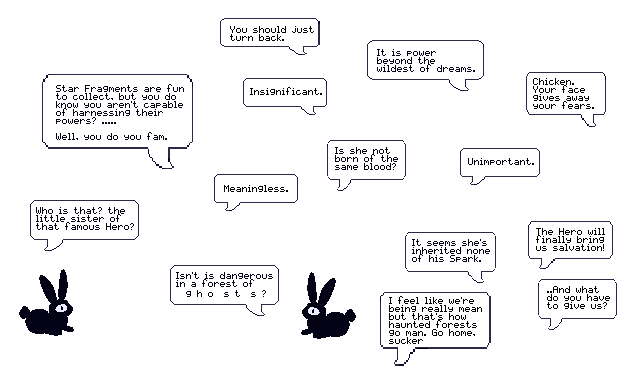 You should just
turn back.
It is power
beyond the
wildest of dreams.
Star Fragments are fun
to collect. but you do
know you aren't capable
of harnessing their
powers? .....
Well. you do you fam.
Insignificant.
Chicken.
Your face
gives away
your fears.
Is she not
born of the
same blood?
Unimportant.
Meaningless.
Who is that? the
little sister of
that famous Hero?
It seems she's
inherited none
of his Spark.
The Hero will
finally bring
us salvation!
Isn't is dangerous
in a forest of
g h o s t s ?
..And what
do you have
to give us?
I feel like we're
being really mean
but that's how
haunted forests
go man. Go home.
sucker